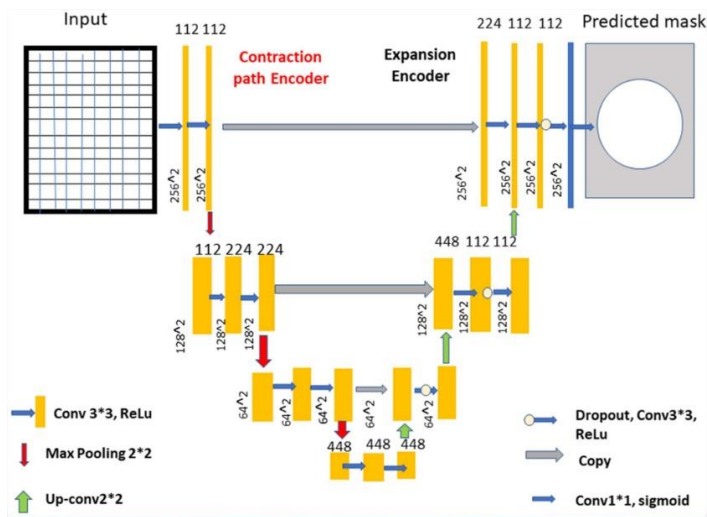 Input
Predicted mask
112 112
Contraction
path Encoder
Expansion
Encoder
224 112 112
256^2
256^2
256^2
256^2
256^2
256^2
112 224 224
448 112 112
128^2
128^2
128^2
128^2
128^2
128^2
64^2
64^2
64^2
64^2
64^2
448 448 448
Conv 3*3, ReLu
Max Pooling 2*2
Up-conv2*2
Dropout, Conv3*3,
ReLu
Copy
Conv1*1, sigmoid